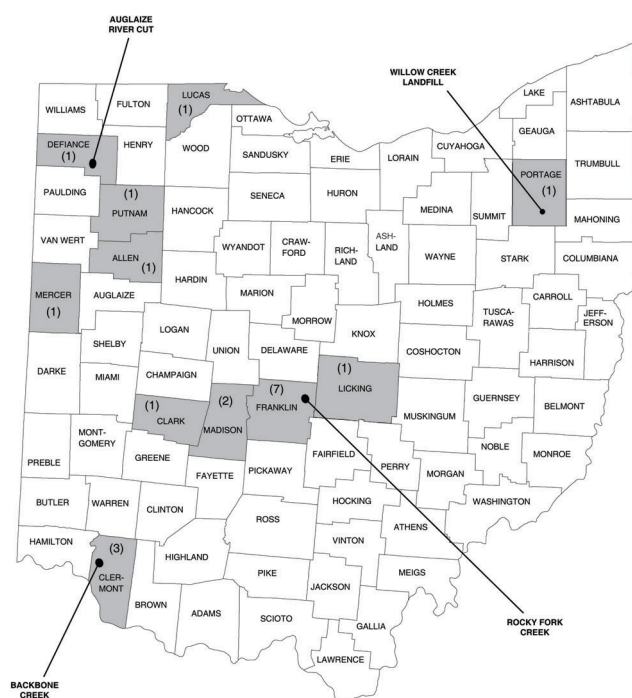 AUGLAIZE
RIVER CUT
WILLOW CREEK
LANDFILL
LAKE
ASHTABULA
LUCAS
(1)
FULTON
WILLIAMS
OTTAWA
GEAUGA
CUYAHOGA
DEFIANCE
(1)
HENRY
WOOD
SANDUSKY
ERIE
LORAIN
TRUMBULL
PORTAGE
(1)
PAULDING
(1)
PUTNAM
HANCOCK
SENECA
HURON
MEDINA
SUMMIT
MAHONING
VAN WERT
ALLEN
(1)
WYANDOT
CRAW-
FORD
RICH-
LAND
ASH-
LAND
WAYNE
STARK
COLUMBIANA
MERCER
(1)
AUGLAIZE
HARDIN
MARION
MORROW
HOLMES
CARROLL
TUSCA-
RAWAS
JEFF-
ERSON
LOGAN
KNOX
SHELBY
UNION
DELAWARE
COSHOCTON
HARRISON
DARKE
MIAMI
CHAMPAIGN
(1)
LICKING
(1)
CLARK
(2)
MADISON
(7)
FRANKLIN
MUSKINGUM
GUERNSEY
BELMONT
MONT-
GOMERY
NOBLE
MONROE
PREBLE
GREENE
FAYETTE
PICKAWAY
FAIRFIELD
PERRY
MORGAN
WASHINGTON
BUTLER
WARREN
CLINTON
ROSS
HOCKING
ATHENS
HAMILTON
(3)
CLER-
MONT
HIGHLAND
VINTON
MEIGS
PIKE
JACKSON
BROWN
ADAMS
SCIOTO
GALLIA
LAWRENCE
ROCKY FORK
CREEK
BACKBONE
CREEK